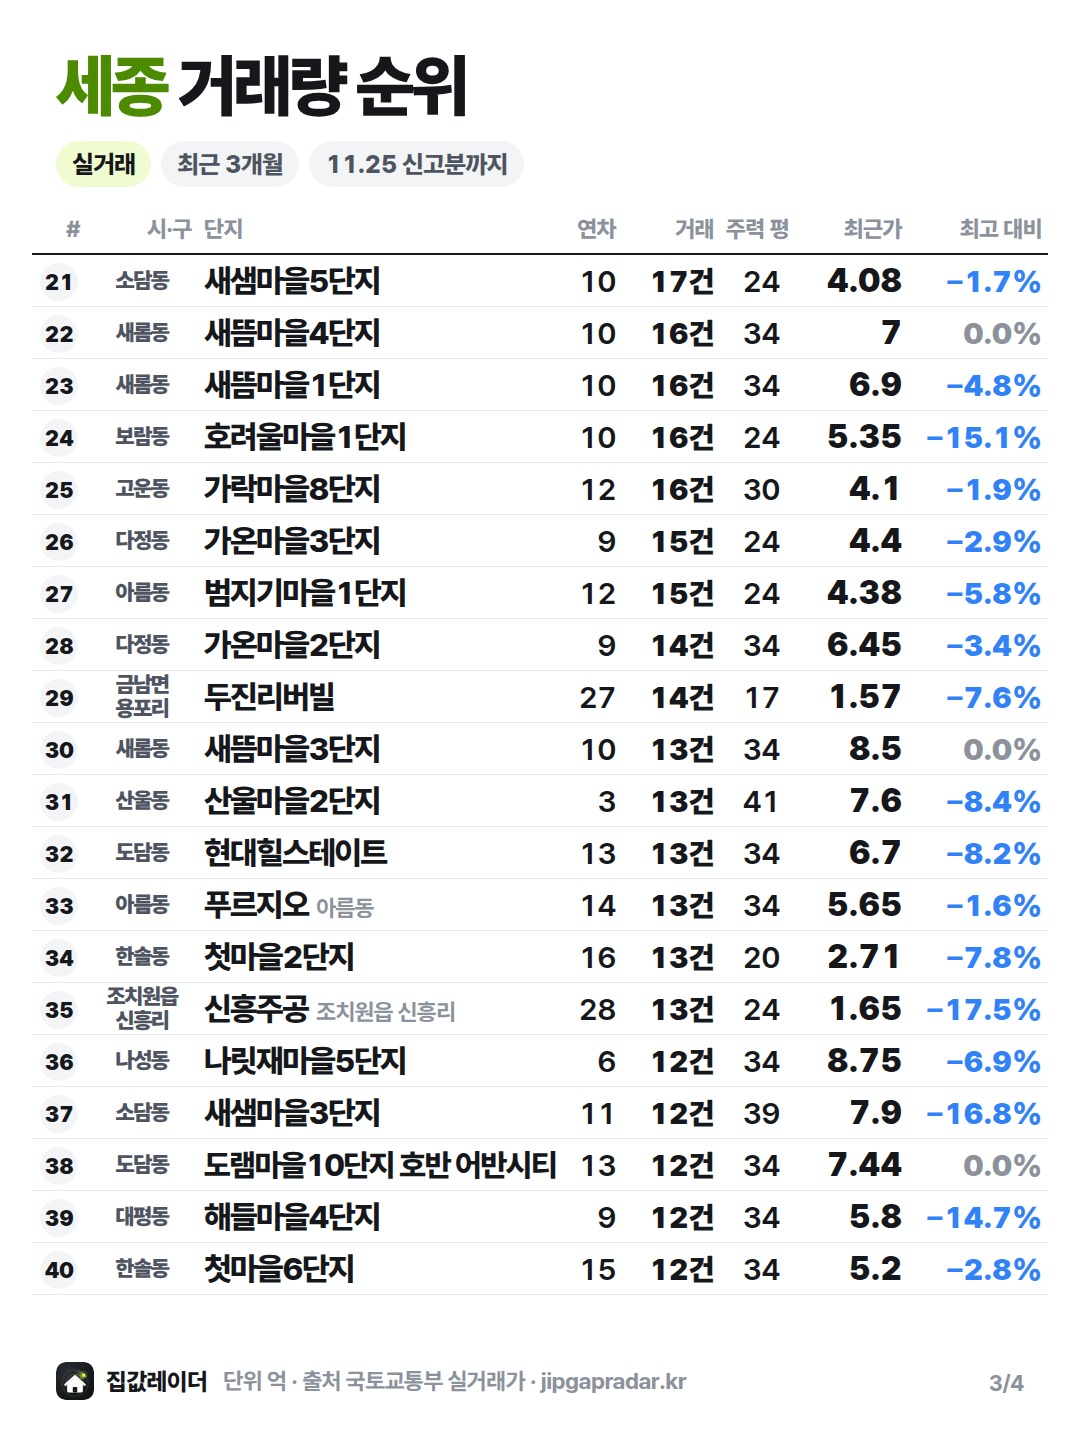 세종 거래량 순위
실거래 최근 3개월 11.25 신고분까지
# 시·구 단지 연차 거래 주력 평 최근가 최고 대비
21 소담동 새샘마을5단지 10 17건 24 4.08 −1.7%
22 새롬동 새뜸마을4단지 10 16건 34 7 0.0%
23 새롬동 새뜸마을1단지 10 16건 34 6.9 −4.8%
24 보람동 호려울마을1단지 10 16건 24 5.35 −15.1%
25 고운동 가락마을8단지 12 16건 30 4.1 −1.9%
26 다정동 가온마을3단지 9 15건 24 4.4 −2.9%
27 아름동 범지기마을1단지 12 15건 24 4.38 −5.8%
28 다정동 가온마을2단지 9 14건 34 6.45 −3.4%
29 금남면 용포리 두진리버빌 27 14건 17 1.57 −7.6%
30 새롬동 새뜸마을3단지 10 13건 34 8.5 0.0%
31 산울동 산울마을2단지 3 13건 41 7.6 −8.4%
32 도담동 현대힐스테이트 13 13건 34 6.7 −8.2%
33 아름동 푸르지오 아름동 14 13건 34 5.65 −1.6%
34 한솔동 첫마을2단지 16 13건 20 2.71 −7.8%
35 조치원읍 신흥리 신흥주공 조치원읍 신흥리 28 13건 24 1.65 −17.5%
36 나성동 나릿재마을5단지 6 12건 34 8.75 −6.9%
37 소담동 새샘마을3단지 11 12건 39 7.9 −16.8%
38 도담동 도램마을10단지 호반 어반시티 13 12건 34 7.44 0.0%
39 대평동 해들마을4단지 9 12건 34 5.8 −14.7%
40 한솔동 첫마을6단지 15 12건 34 5.2 −2.8%
집값레이더 단위 억 · 출처 국토교통부 실거래가 · jipgapradar.kr 3/4